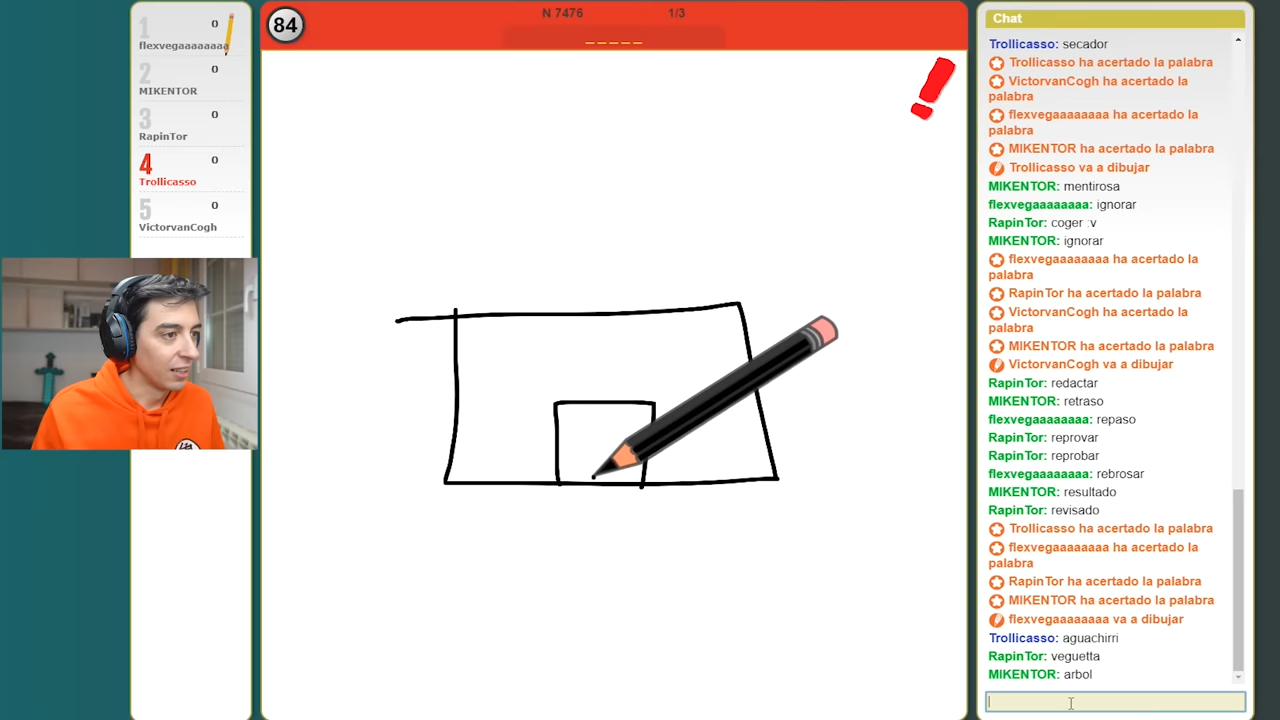 84
N 7476
1/3
_ _ _ _ _
1
0
flexvegaaaaaaaa
2
0
MIKENTOR
3
0
RapinTor
4
0
Trollicasso
5
0
VictorvanCogh
Chat
Trollicasso: secador
Trollicasso ha acertado la palabra
VictorvanCogh ha acertado la
palabra
flexvegaaaaaaaa ha acertado la
palabra
MIKENTOR ha acertado la palabra
Trollicasso va a dibujar
MIKENTOR: mentirosa
flexvegaaaaaaaa: ignorar
RapinTor: coger :v
MIKENTOR: ignorar
flexvegaaaaaaaa ha acertado la
palabra
RapinTor ha acertado la palabra
VictorvanCogh ha acertado la
palabra
MIKENTOR ha acertado la palabra
VictorvanCogh va a dibujar
RapinTor: redactar
MIKENTOR: retraso
flexvegaaaaaaaa: repaso
RapinTor: reprovar
RapinTor: reprobar
flexvegaaaaaaaa: rebrosar
MIKENTOR: resultado
RapinTor: revisado
Trollicasso ha acertado la palabra
flexvegaaaaaaaa ha acertado la
palabra
RapinTor ha acertado la palabra
MIKENTOR ha acertado la palabra
flexvegaaaaaaaa va a dibujar
Trollicasso: aguachirri
RapinTor: veguetta
MIKENTOR: arbol